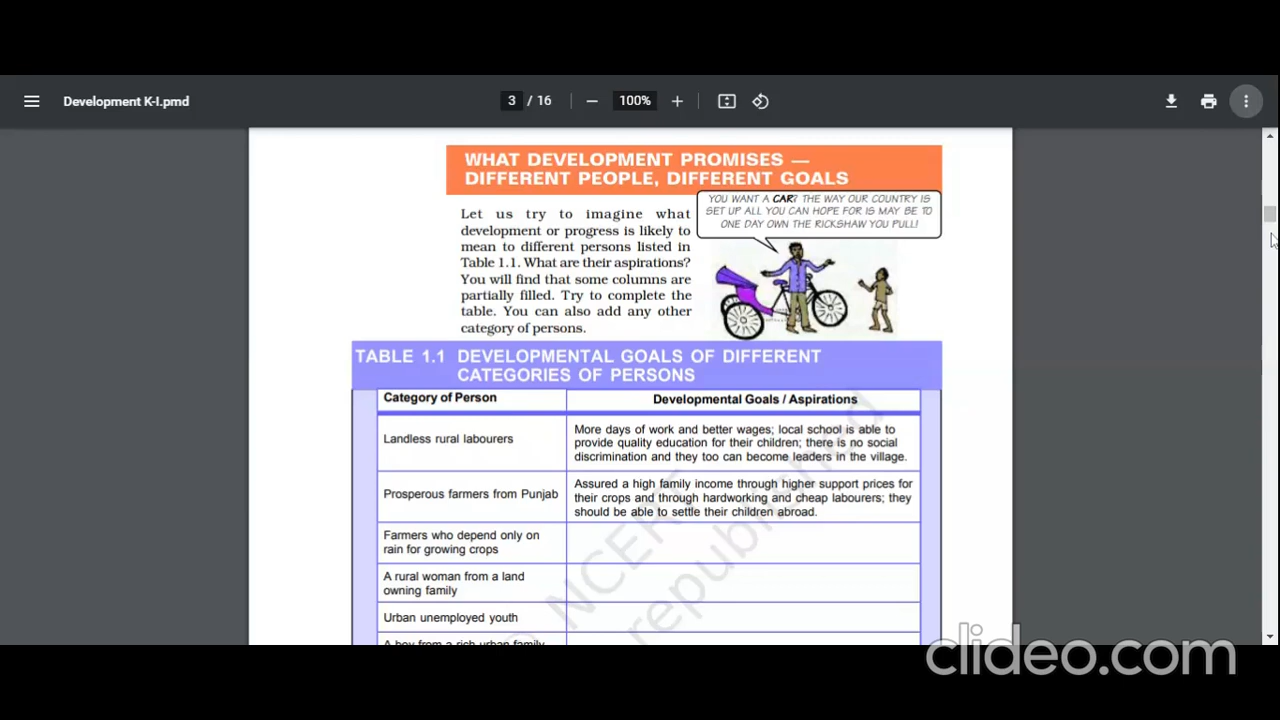 Development K-I.pmd
3 / 16
100%
WHAT DEVELOPMENT PROMISES —
DIFFERENT PEOPLE, DIFFERENT GOALS
YOU WANT A CAR? THE WAY OUR COUNTRY IS
SET UP ALL YOU CAN HOPE FOR IS MAY BE TO
ONE DAY OWN THE RICKSHAW YOU PULL!
Let us try to imagine what
development or progress is likely to
mean to different persons listed in
Table 1.1. What are their aspirations?
You will find that some columns are
partially filled. Try to complete the
table. You can also add any other
category of persons.
TABLE 1.1 DEVELOPMENTAL GOALS OF DIFFERENT
CATEGORIES OF PERSONS
Category of Person
Developmental Goals / Aspirations
Landless rural labourers
More days of work and better wages; local school is able to
provide quality education for their children; there is no social
discrimination and they too can become leaders in the village.
Prosperous farmers from Punjab
Assured a high family income through higher support prices for
their crops and through hardworking and cheap labourers; they
should be able to settle their children abroad.
Farmers who depend only on
rain for growing crops
A rural woman from a land
owning family
Urban unemployed youth
A boy from a rich urban family
© NCERT
republished
clideo.com